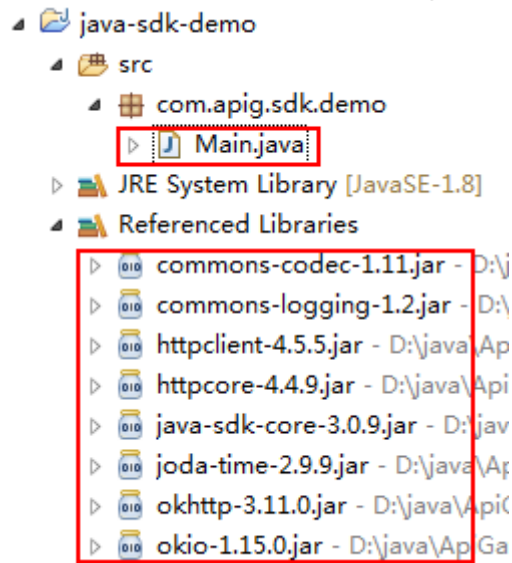 java-sdk-demo
src
com.apig.sdk.demo
Main.java
JRE System Library [JavaSE-1.8]
Referenced Libraries
commons-codec-1.11.jar - D:\j
commons-logging-1.2.jar - D:\
httpclient-4.5.5.jar - D:\java\Ap
httpcore-4.4.9.jar - D:\java\Api
java-sdk-core-3.0.9.jar - D:\jav
joda-time-2.9.9.jar - D:\java\Ap
okhttp-3.11.0.jar - D:\java\ApiG
okio-1.15.0.jar - D:\java\ApiGa